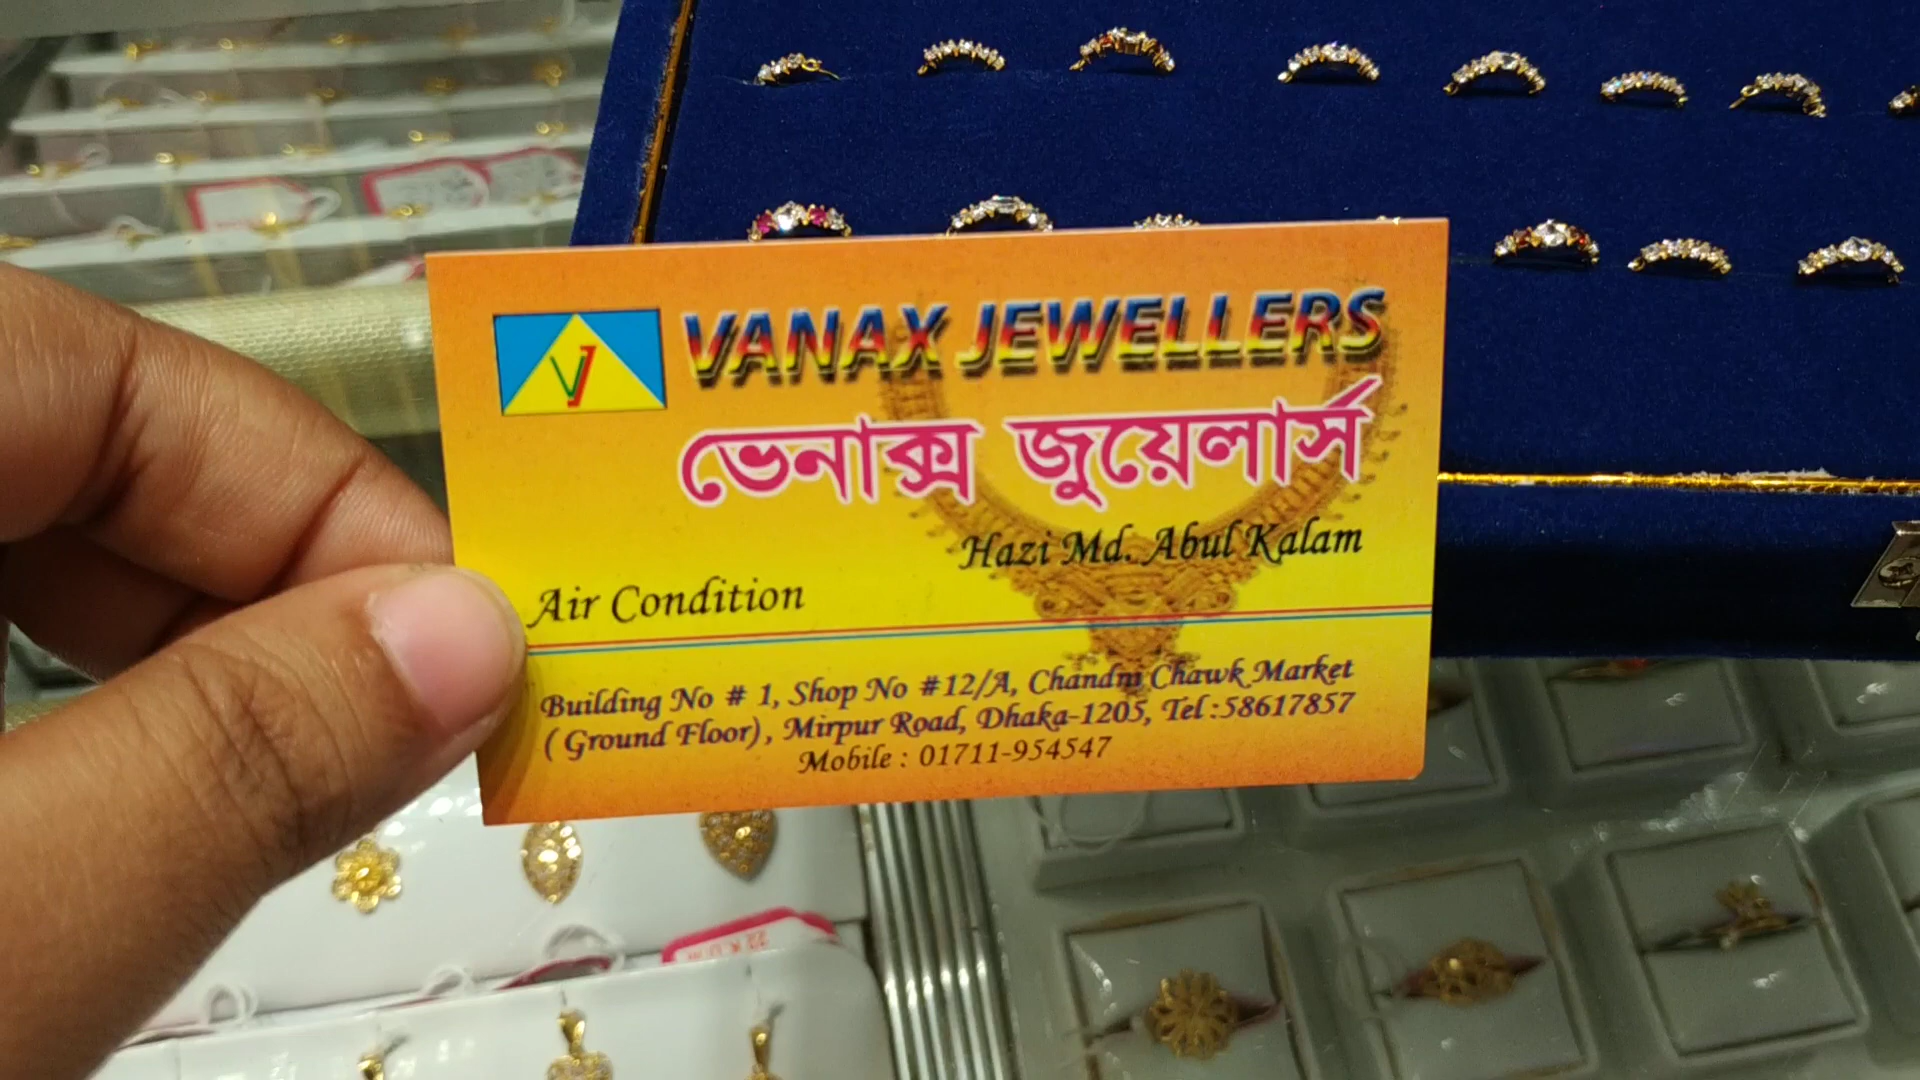 VJ
VANAX JEWELLERS
ভেনাক্স জুয়েলার্স
Hazi Md. Abul Kalam
Air Condition
Building No # 1, Shop No #12/A, Chandni Chawk Market
( Ground Floor), Mirpur Road, Dhaka-1205, Tel :58617857
Mobile : 01711-954547